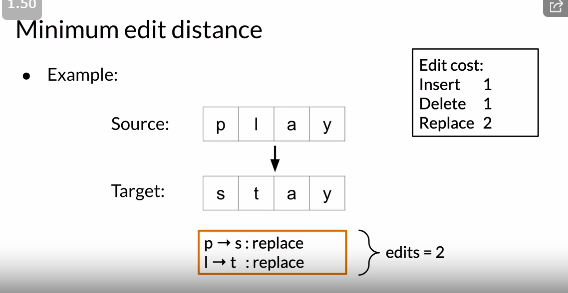 1.50
Minimum edit distance
• Example:
Edit cost:
Insert 1
Delete 1
Replace 2
Source: p l a y
Target: s t a y
p → s : replace
l → t : replace
edits = 2